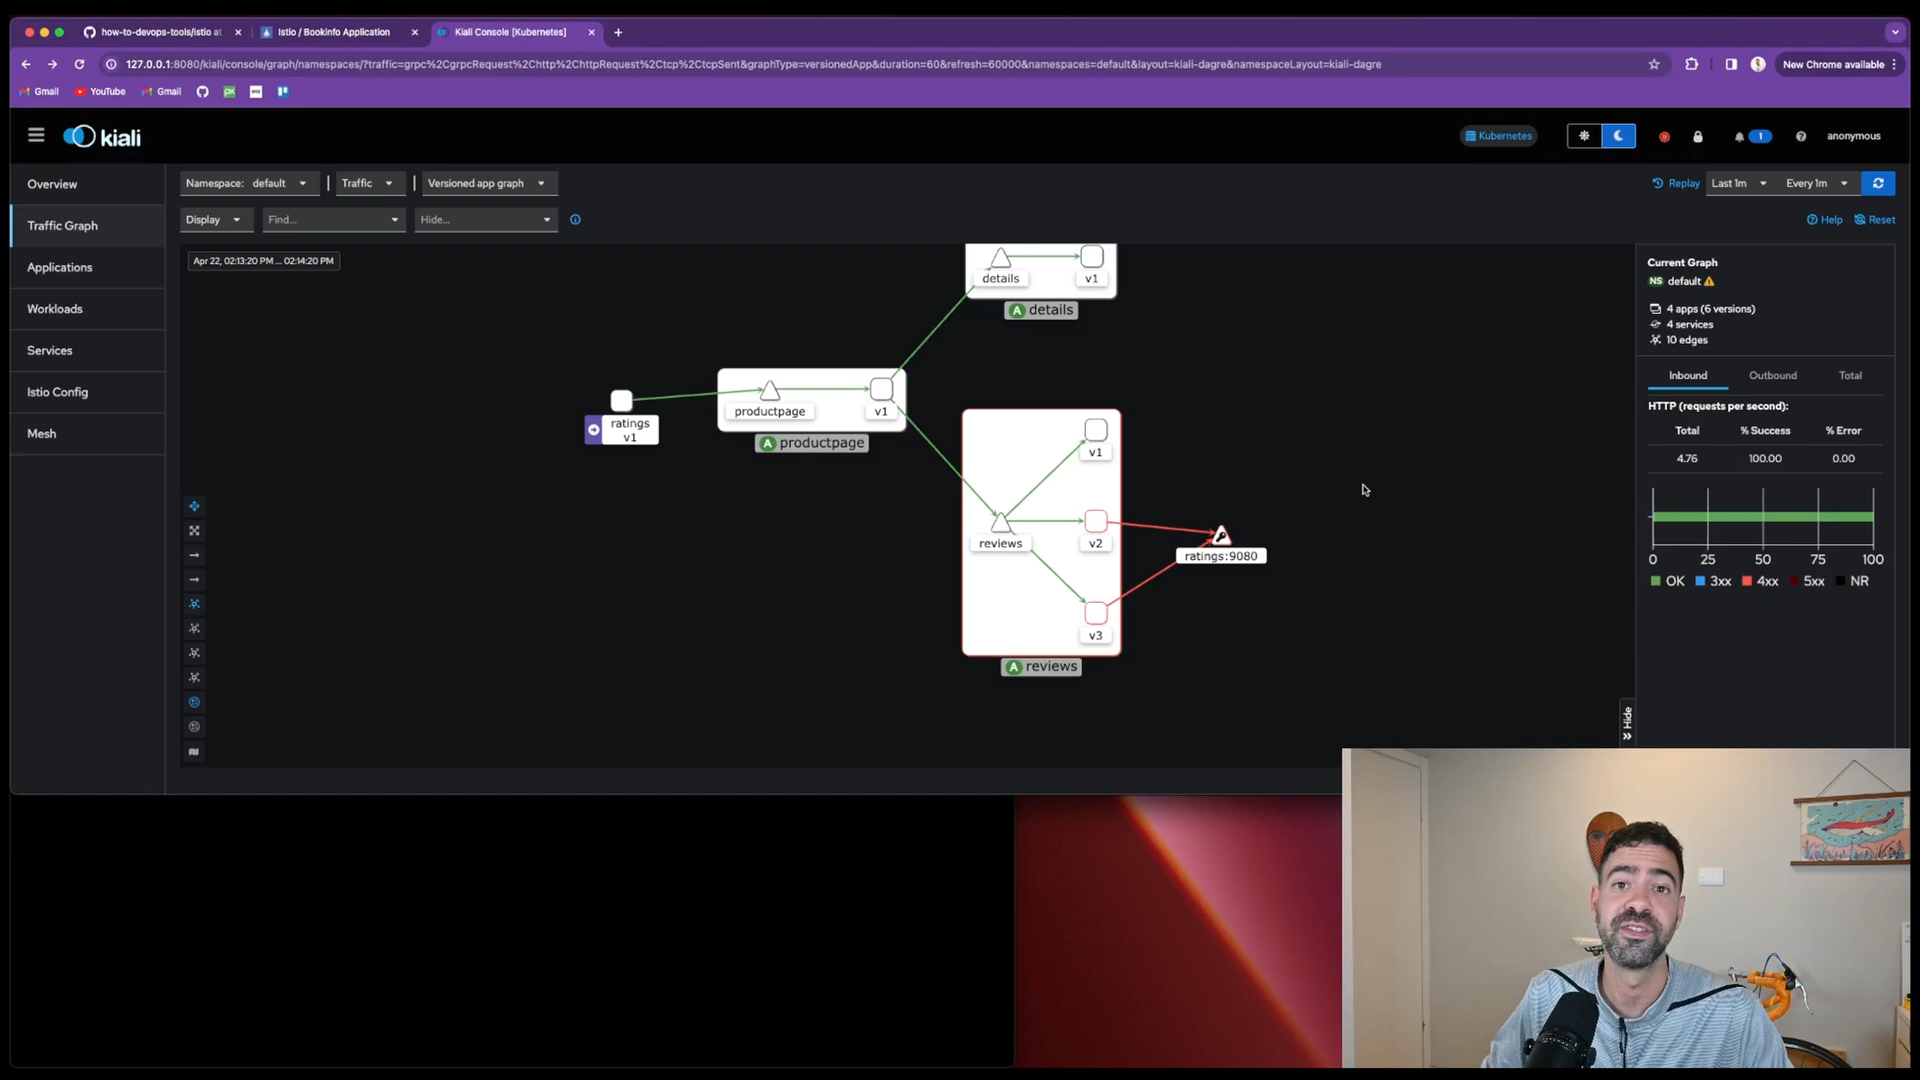 how-to-devops-tools/istio at
Istio / Bookinfo Application
Kiali Console [Kubernetes]
127.0.0.1:8080/kiali/console/graph/namespaces/?traffic=grpc%2CgrpcRequest%2Chttp%2ChttpRequest%2Ctcp%2CtcpSent&graphType=versionedApp&duration=60&refresh=60000&namespaces=default&layout=kiali-dagre&namespaceLayout=kiali-dagre
New Chrome available
Gmail
YouTube
Gmail
kiali
Kubernetes
1
anonymous
Overview
Traffic Graph
Applications
Workloads
Services
Istio Config
Mesh
Namespace: default
Traffic
Versioned app graph
Replay
Last 1m
Every 1m
Display
Find...
Hide...
Help
Reset
Apr 22, 02:13:20 PM ... 02:14:20 PM
details
v1
A details
ratings
v1
productpage
v1
A productpage
v1
reviews
v2
v3
A reviews
ratings:9080
Current Graph
NS default
4 apps (6 versions)
4 services
10 edges
Inbound
Outbound
Total
HTTP (requests per second):
Total
% Success
% Error
4.76
100.00
0.00
0
25
50
75
100
OK
3xx
4xx
5xx
NR
Hide